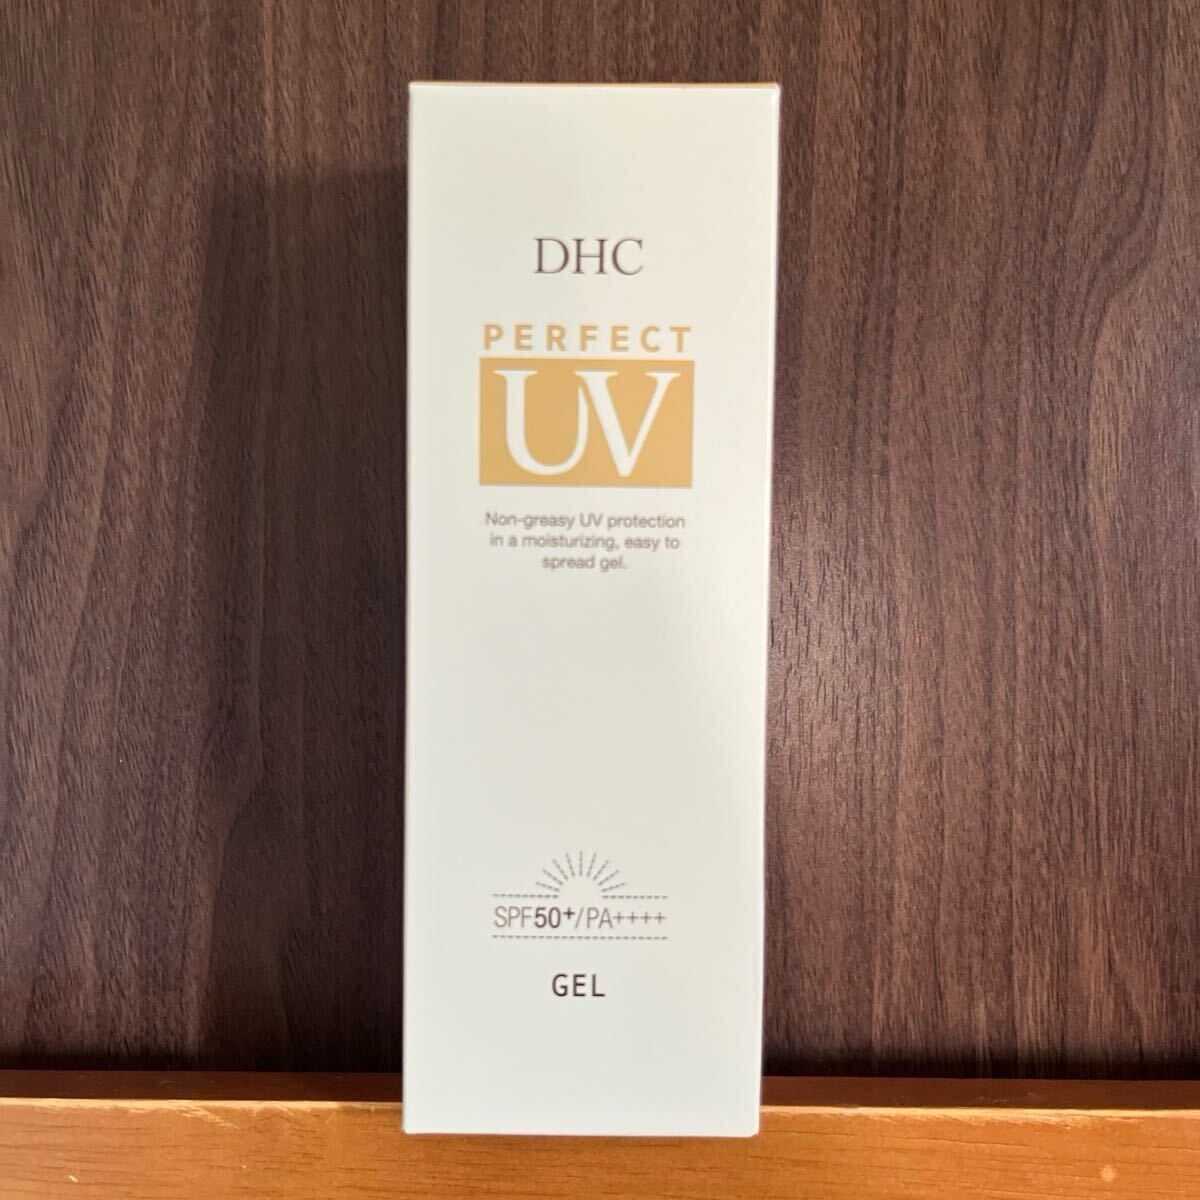 DHC
PERFECT
UV
Non-greasy UV protection
in a moisturizing, easy to
spread gel.
SPF50+/PA++++
GEL